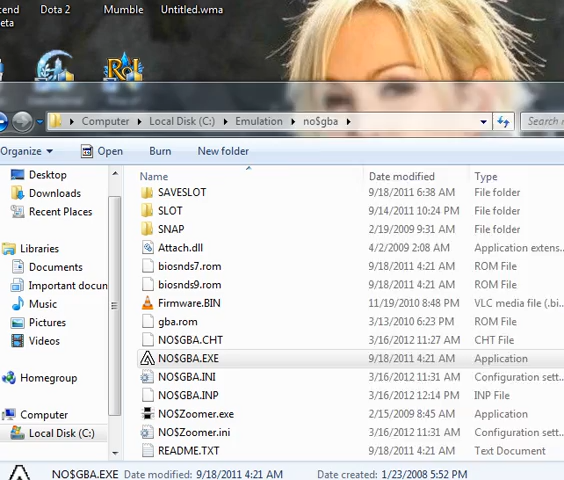 cend Dota 2 Mumble Untitled.wma
eta
Computer Local Disk (C:) Emulation no$gba Search n
Organize Open Burn New folder
Desktop
Downloads
Recent Places
Libraries
Documents
Important docun
Music
Pictures
Videos
Homegroup
Computer
Local Disk (C:)
Name Date modified Type
SAVESLOT 9/18/2011 6:38 AM File folder
SLOT 9/14/2011 10:24 PM File folder
SNAP 2/19/2009 9:31 AM File folder
Attach.dll 4/2/2009 2:08 AM Application extens...
biosnds7.rom 9/18/2011 4:21 AM ROM File
biosnds9.rom 9/18/2011 4:21 AM ROM File
Firmware.BIN 11/19/2010 8:48 PM VLC media file (.bi...
gba.rom 3/13/2010 6:23 PM ROM File
NO$GBA.CHT 3/16/2012 11:27 AM CHT File
NO$GBA.EXE 9/18/2011 4:21 AM Application
NO$GBA.INI 3/16/2012 11:31 AM Configuration sett...
NO$GBA.INP 3/16/2012 12:14 PM INP File
NO$Zoomer.exe 2/15/2009 8:45 AM Application
NO$Zoomer.ini 3/16/2012 11:31 AM Configuration sett...
README.TXT 9/18/2011 4:21 AM Text Document
NO$GBA.EXE Date modified: 9/18/2011 4:21 AM Date created: 1/23/2008 5:52 PM